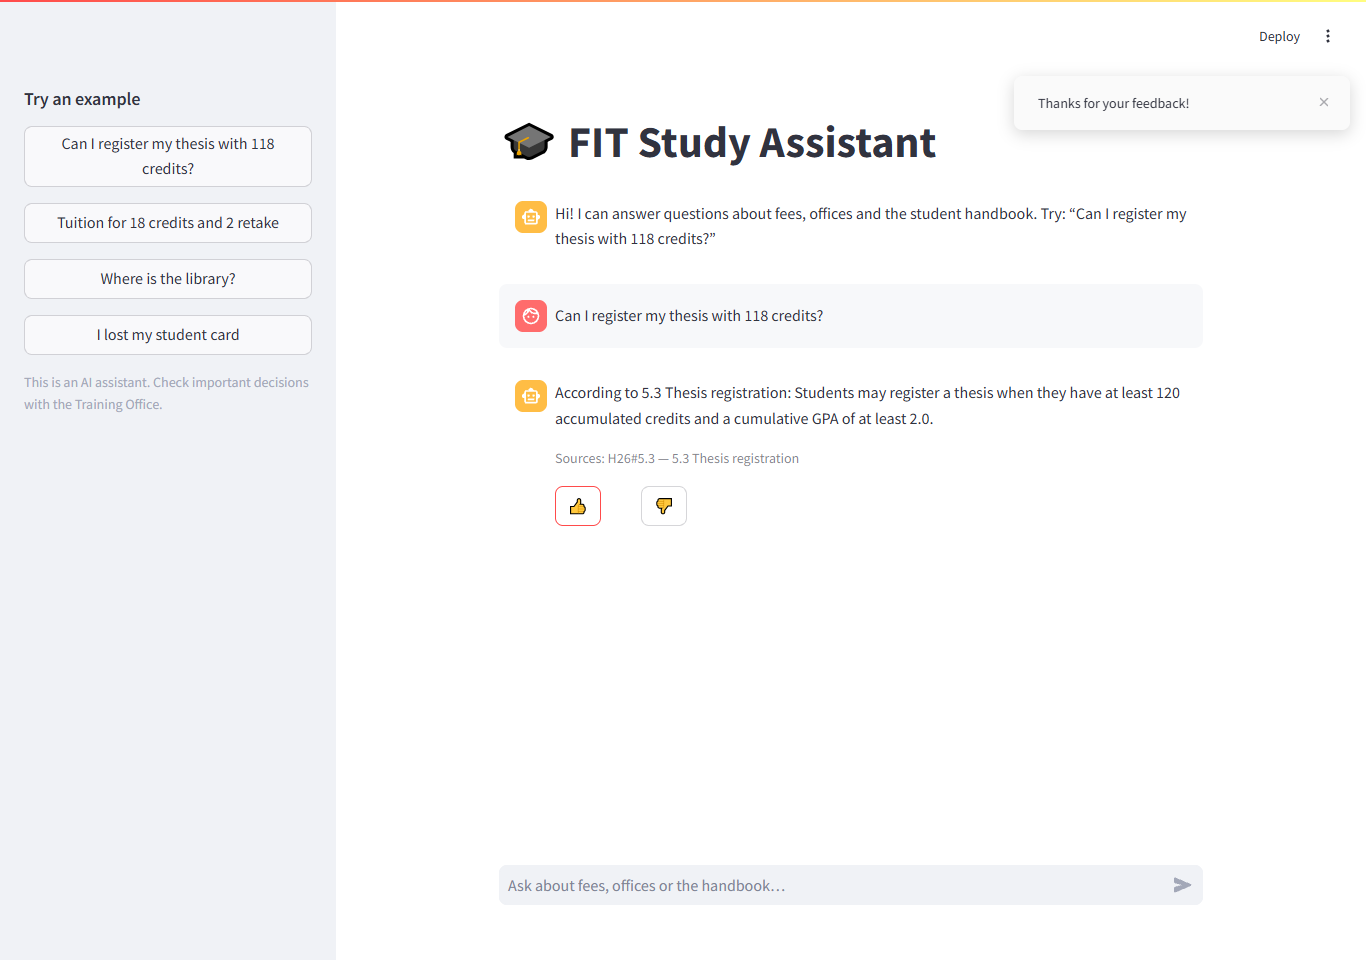 Deploy
Thanks for your feedback!
Try an example
Can I register my thesis with 118
credits?
Tuition for 18 credits and 2 retake
Where is the library?
I lost my student card
This is an AI assistant. Check important decisions
with the Training Office.
FIT Study Assistant
Hi! I can answer questions about fees, offices and the student handbook. Try: “Can I register my
thesis with 118 credits?”
Can I register my thesis with 118 credits?
According to 5.3 Thesis registration: Students may register a thesis when they have at least 120
accumulated credits and a cumulative GPA of at least 2.0.
Sources: H26#5.3 — 5.3 Thesis registration
Ask about fees, offices or the handbook…